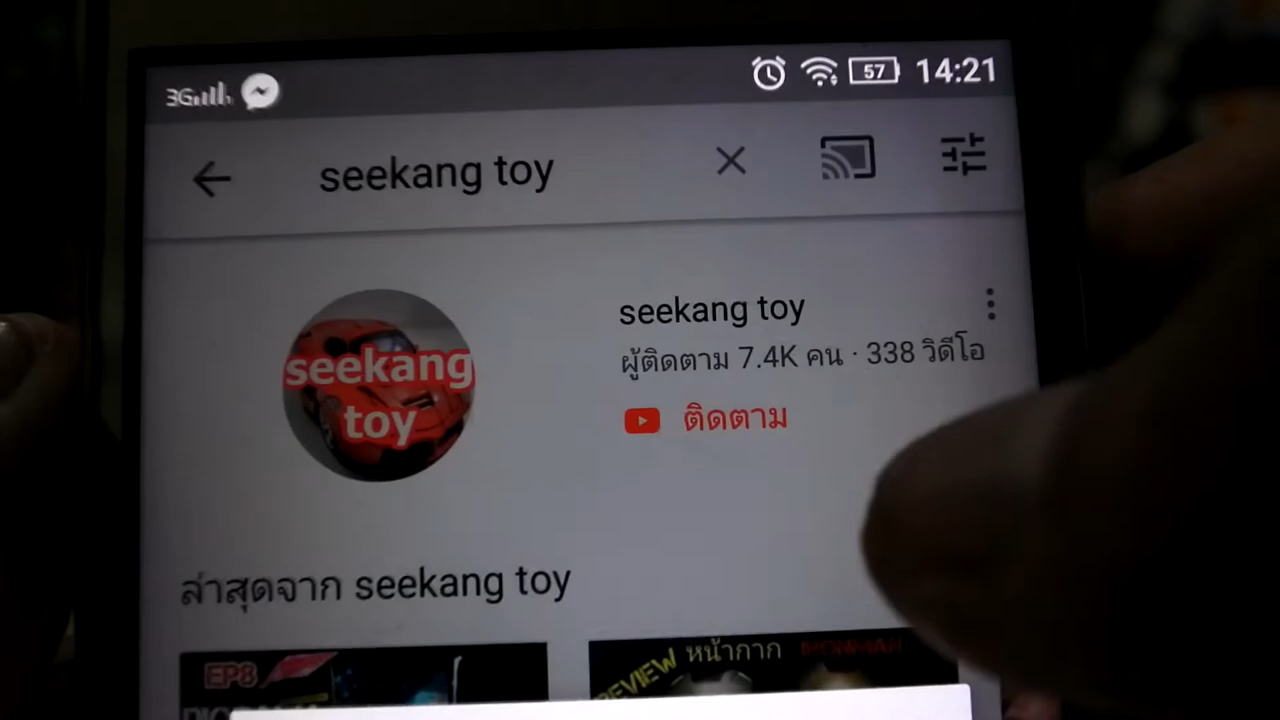 3G 57 14:21
seekang toy
seekang
toy
seekang toy
ผู้ติดตาม 7.4K คน · 338 วิดีโอ
ติดตาม
ล่าสุดจาก seekang toy
EP8
REVIEW หน้ากาก IRONMAN